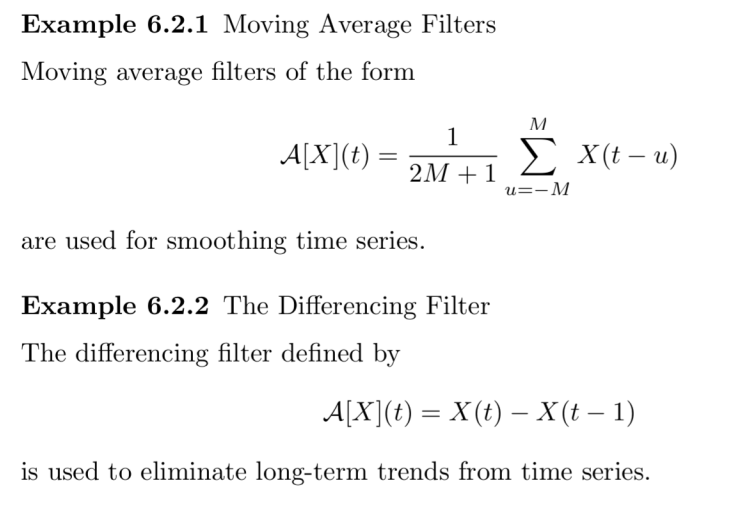 Example 6.2.1 Moving Average Filters
Moving average filters of the form
𝒜[X](t) = \frac{1}{2M + 1} \sum_{u=-M}^{M} X(t − u)
are used for smoothing time series.
Example 6.2.2 The Differencing Filter
The differencing filter defined by
𝒜[X](t) = X(t) − X(t − 1)
is used to eliminate long-term trends from time series.